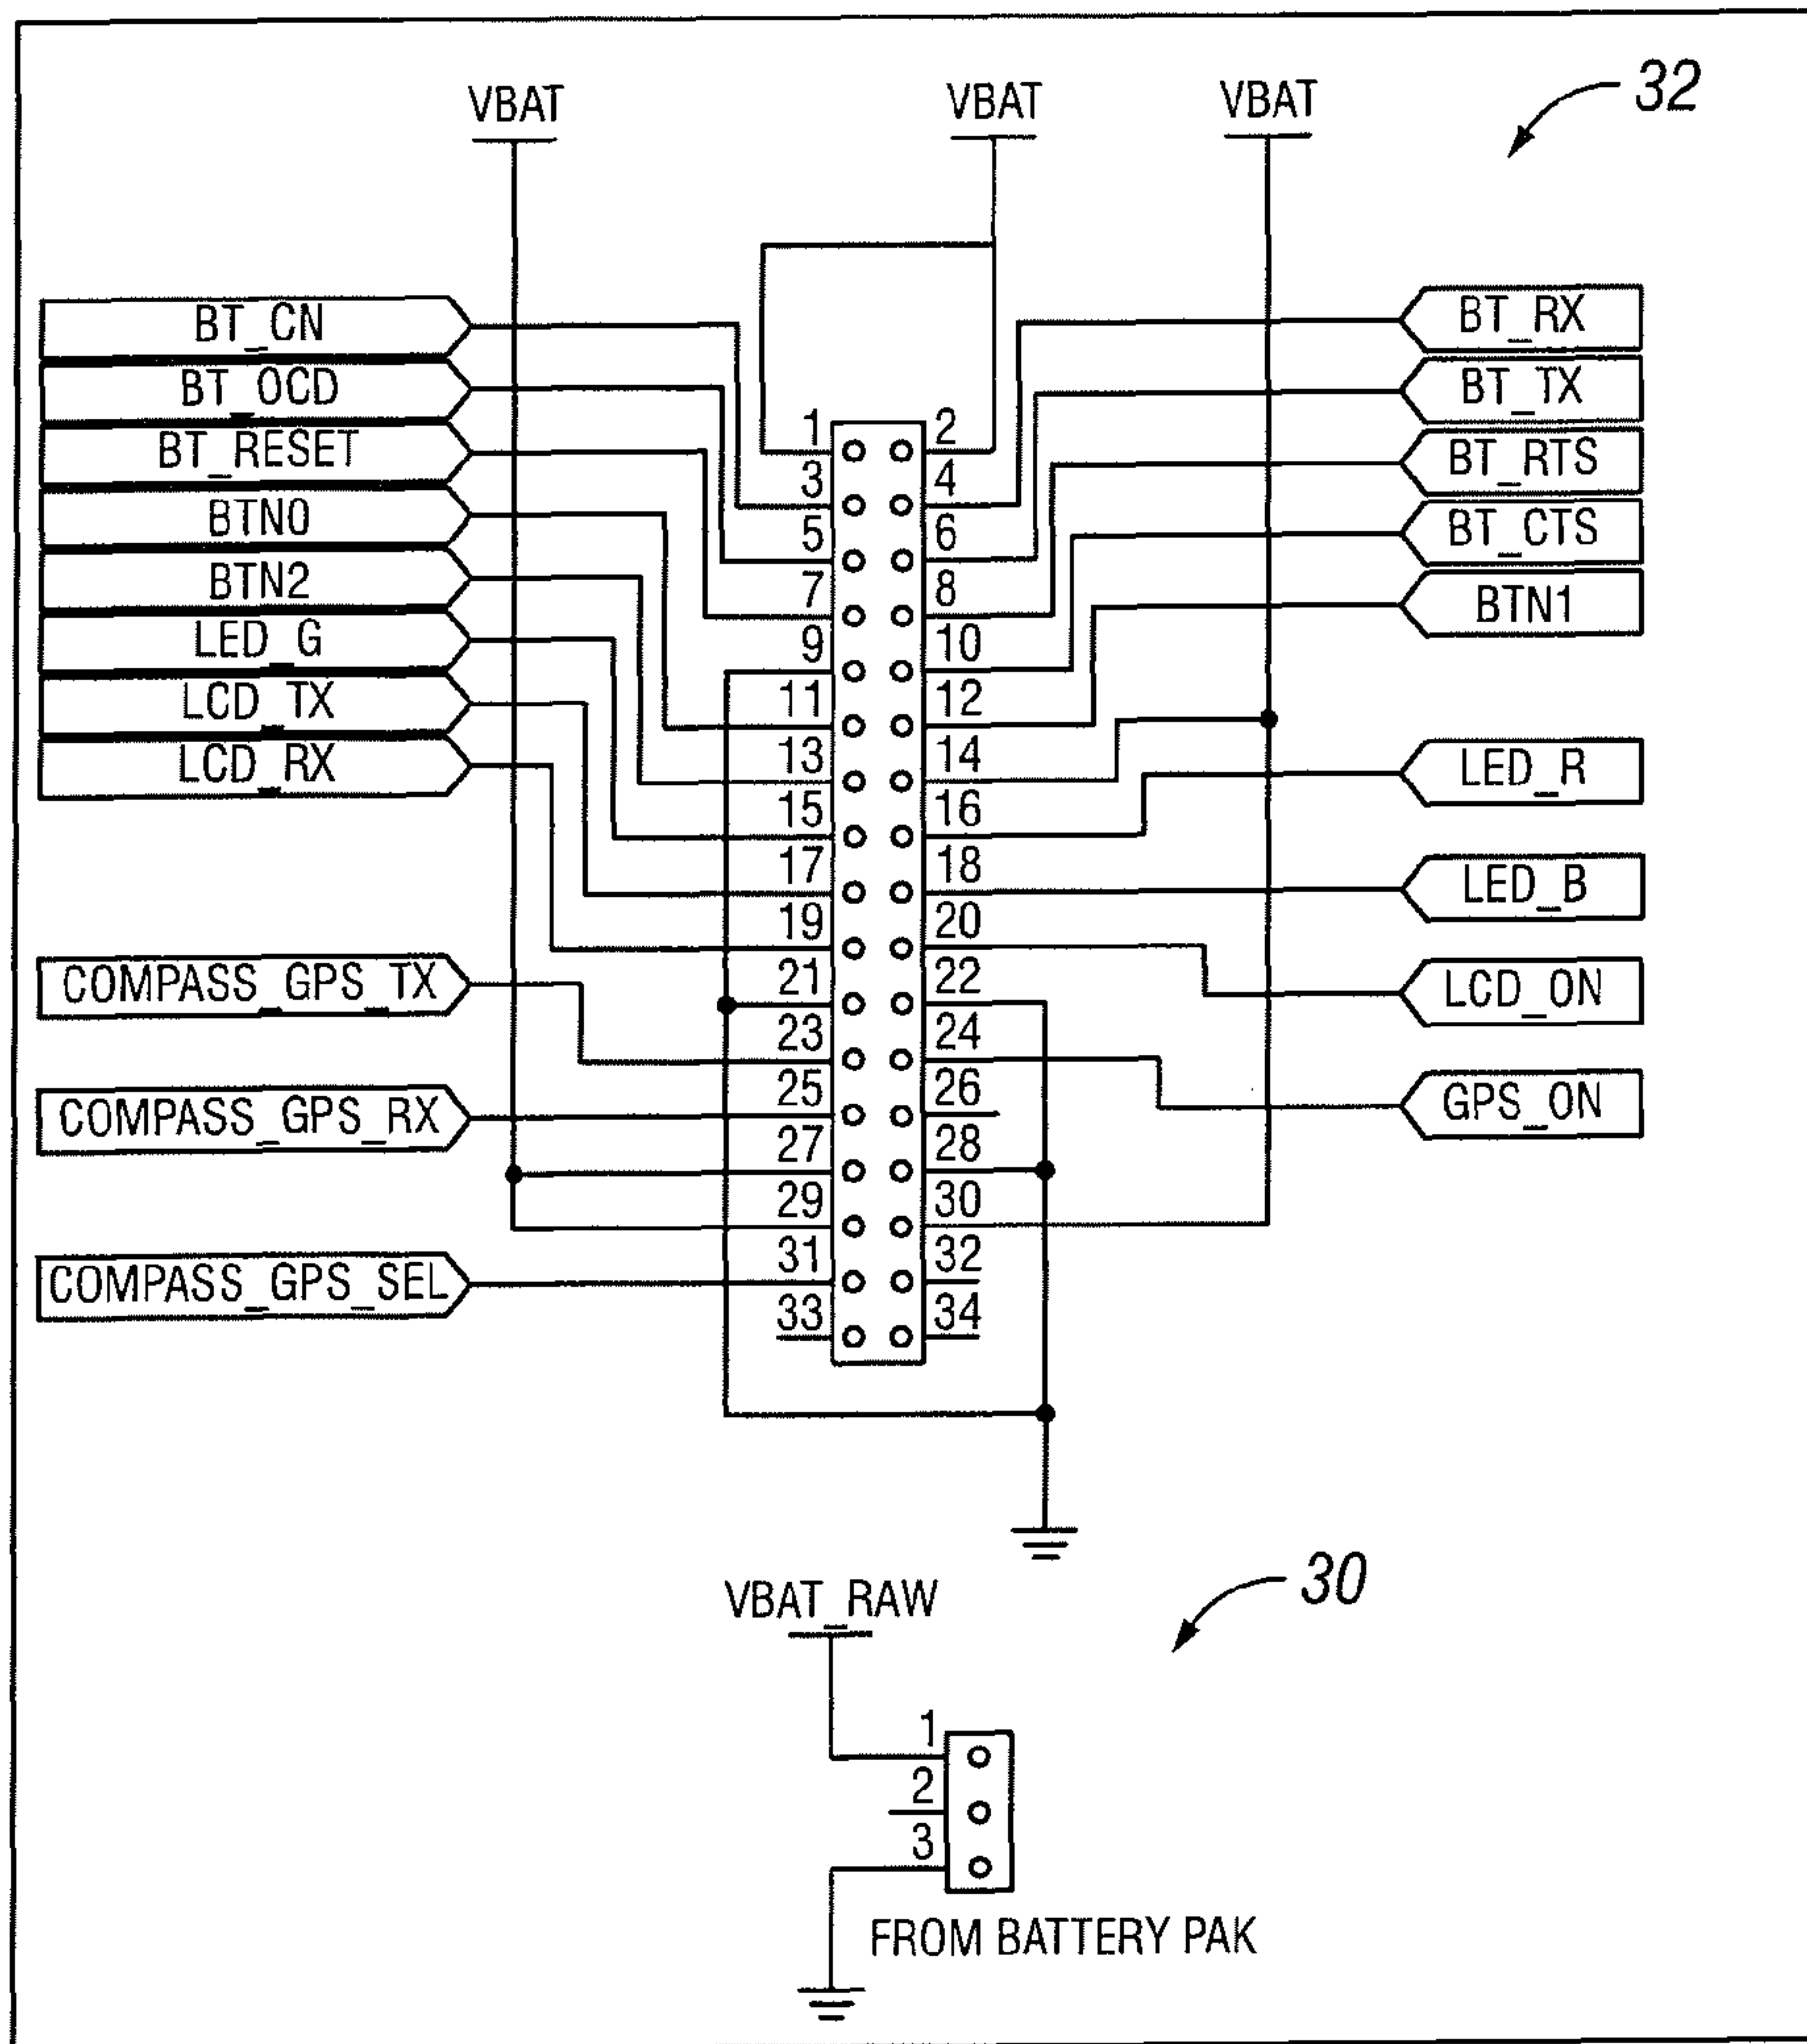 32
VBAT
VBAT
VBAT
BT_CN
BT_OCD
BT_RESET
BTN0
BTN2
LED_G
LCD_TX
LCD_RX
COMPASS_GPS_TX
COMPASS_GPS_RX
COMPASS_GPS_SEL
1 2
3 4
5 6
7 8
9 10
11 12
13 14
15 16
17 18
19 20
21 22
23 24
25 26
27 28
29 30
31 32
33 34
BT_RX
BT_TX
BT_RTS
BT_CTS
BTN1
LED_R
LED_B
LCD_ON
GPS_ON
30
VBAT_RAW
1
2
3
FROM BATTERY PAK